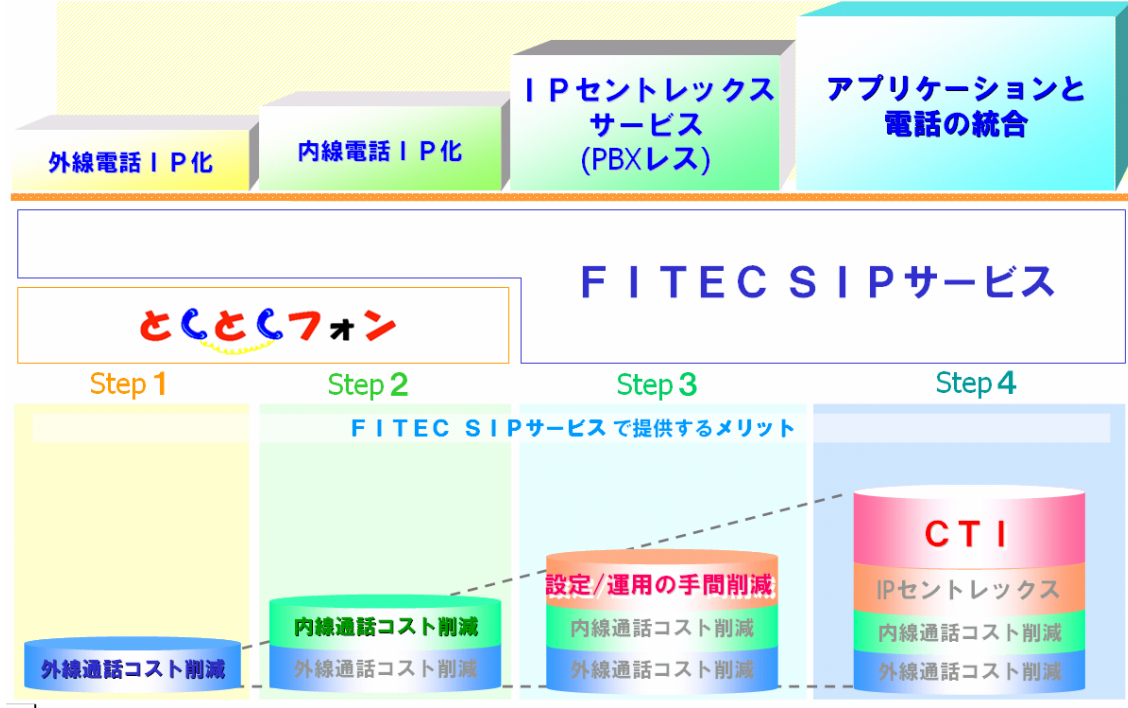 外線電話ＩＰ化
内線電話ＩＰ化
ＩＰセントレックス
サービス
(PBXレス)
アプリケーションと
電話の統合
ＦＩＴＥＣ ＳＩＰサービス
とくとくフォン
Step 1
Step 2
Step 3
Step 4
ＦＩＴＥＣ ＳＩＰサービスで提供するメリット
外線通話コスト削減
内線通話コスト削減
外線通話コスト削減
設定/運用の手間削減
内線通話コスト削減
外線通話コスト削減
ＣＴＩ
IPセントレックス
内線通話コスト削減
外線通話コスト削減